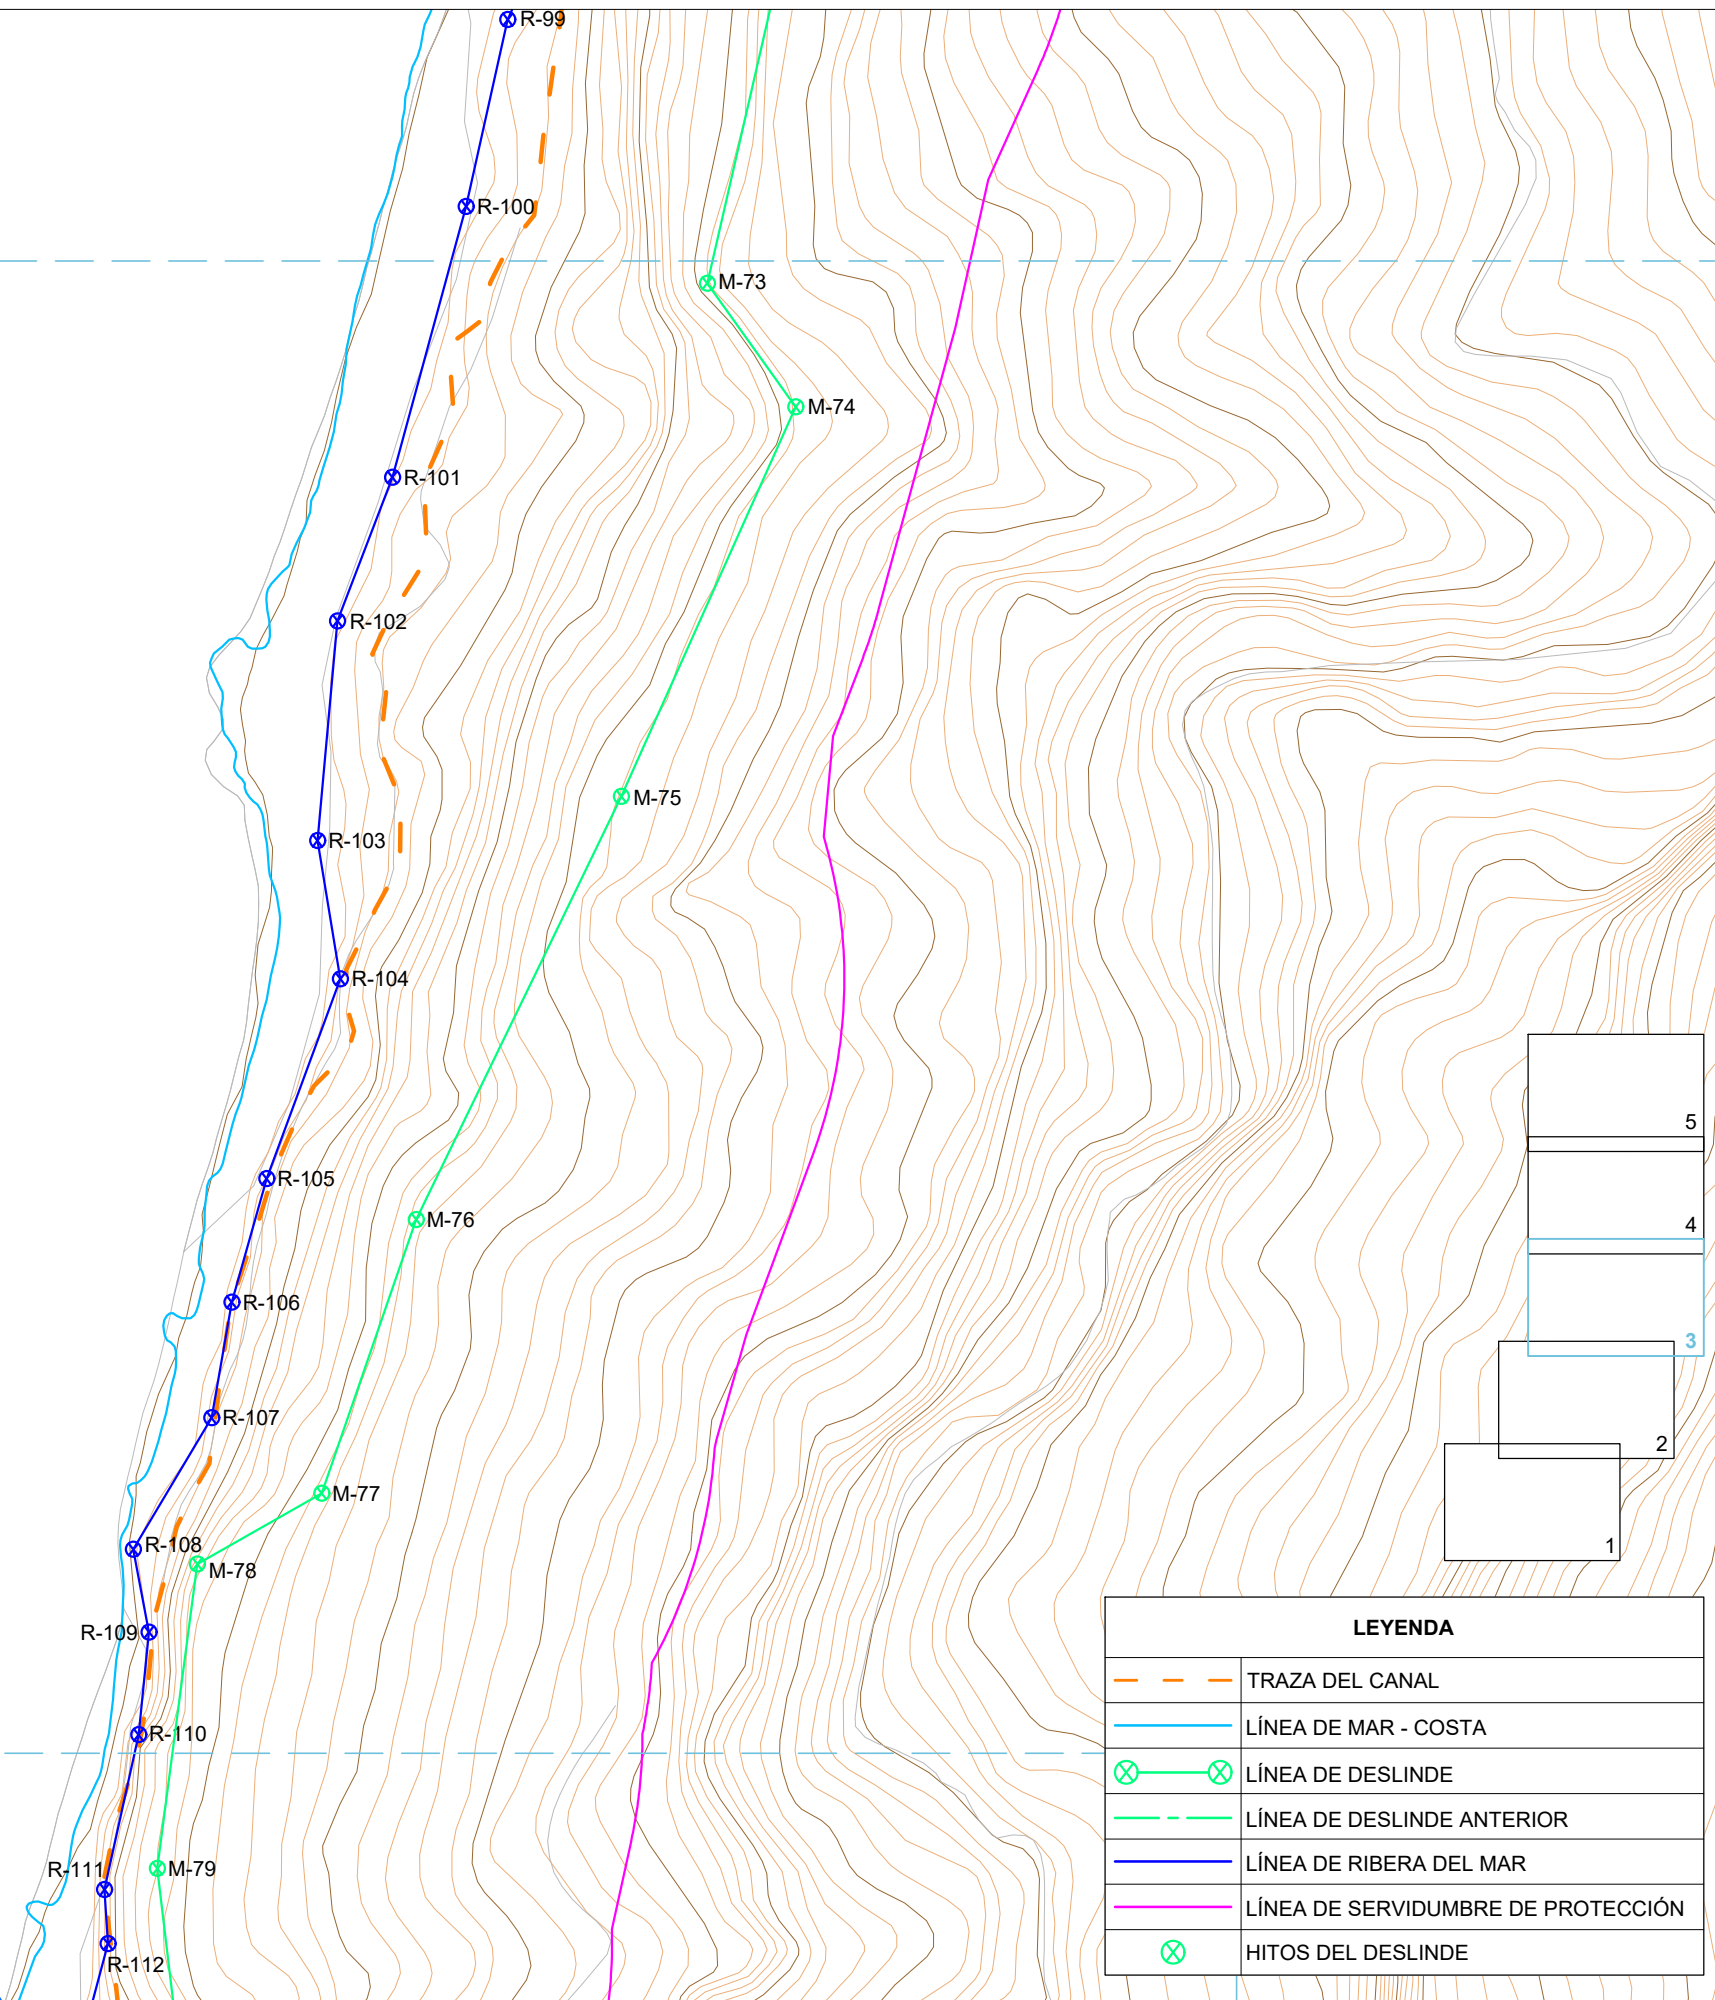 R-99
R-100
M-73
M-74
R-101
R-102
M-75
R-103
R-104
5
R-105
M-76
4
R-106
3
R-107
2
M-77
R-108
1
M-78
R-109
R-110
M-79
R-111
R-112
LEYENDA
TRAZA DEL CANAL
LÍNEA DE MAR - COSTA
LÍNEA DE DESLINDE
LÍNEA DE DESLINDE ANTERIOR
LÍNEA DE RIBERA DEL MAR
LÍNEA DE SERVIDUMBRE DE PROTECCIÓN
HITOS DEL DESLINDE